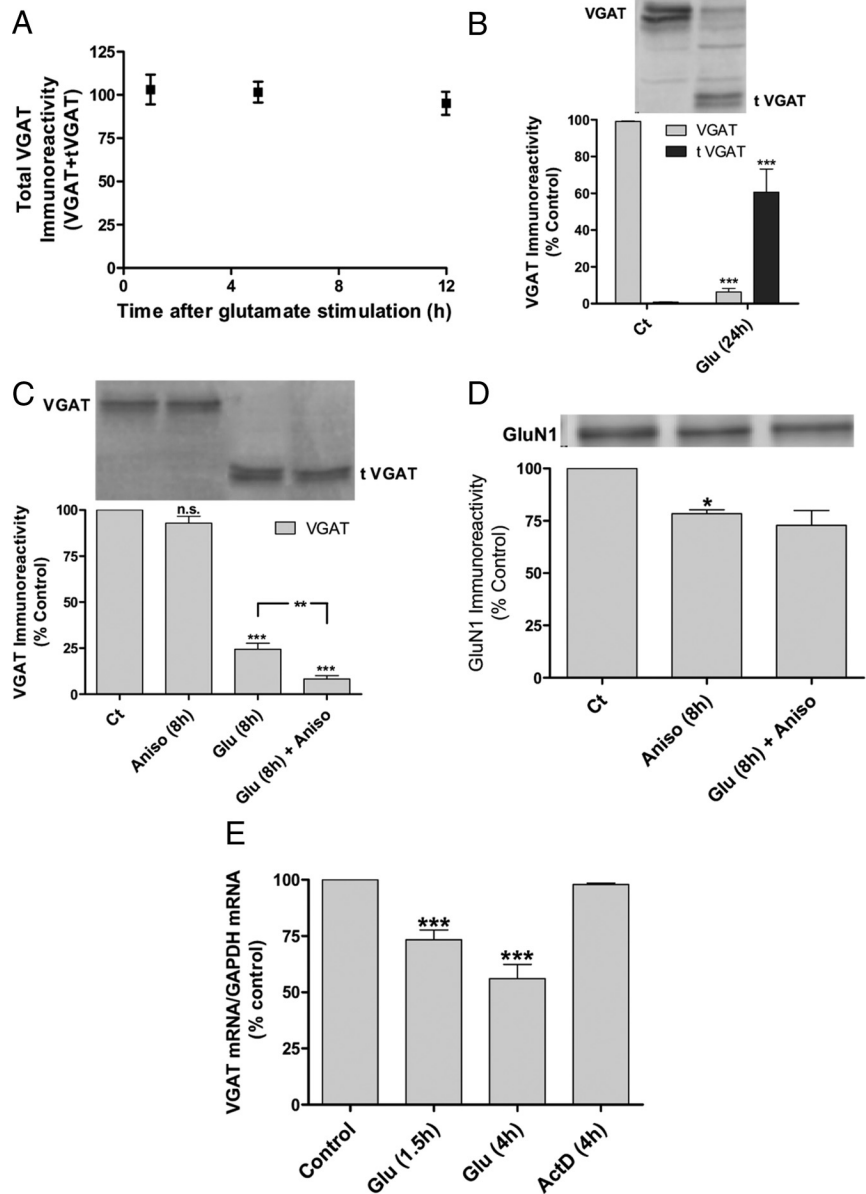 A
Total VGAT
Immunoreactivity
(VGAT+tVGAT)
125
100
75
50
25
0
0 4 8 12
Time after glutamate stimulation (h)
B
VGAT
t VGAT
VGAT Immunoreactivity
(% Control)
100
80
60
40
20
0
VGAT
t VGAT
***
***
Ct
Glu (24h)
C
VGAT
t VGAT
VGAT Immunoreactivity
(% Control)
100
75
50
25
0
n.s.
VGAT
**
***
***
Ct
Aniso (8h)
Glu (8h)
Glu (8h) + Aniso
D
GluN1
GluN1 Immunoreactivity
(% Control)
100
75
50
25
0
*
Ct
Aniso (8h)
Glu (8h) + Aniso
E
VGAT mRNA/GAPDH mRNA
(% control)
100
75
50
25
0
***
***
Control
Glu (1.5h)
Glu (4h)
ActD (4h)